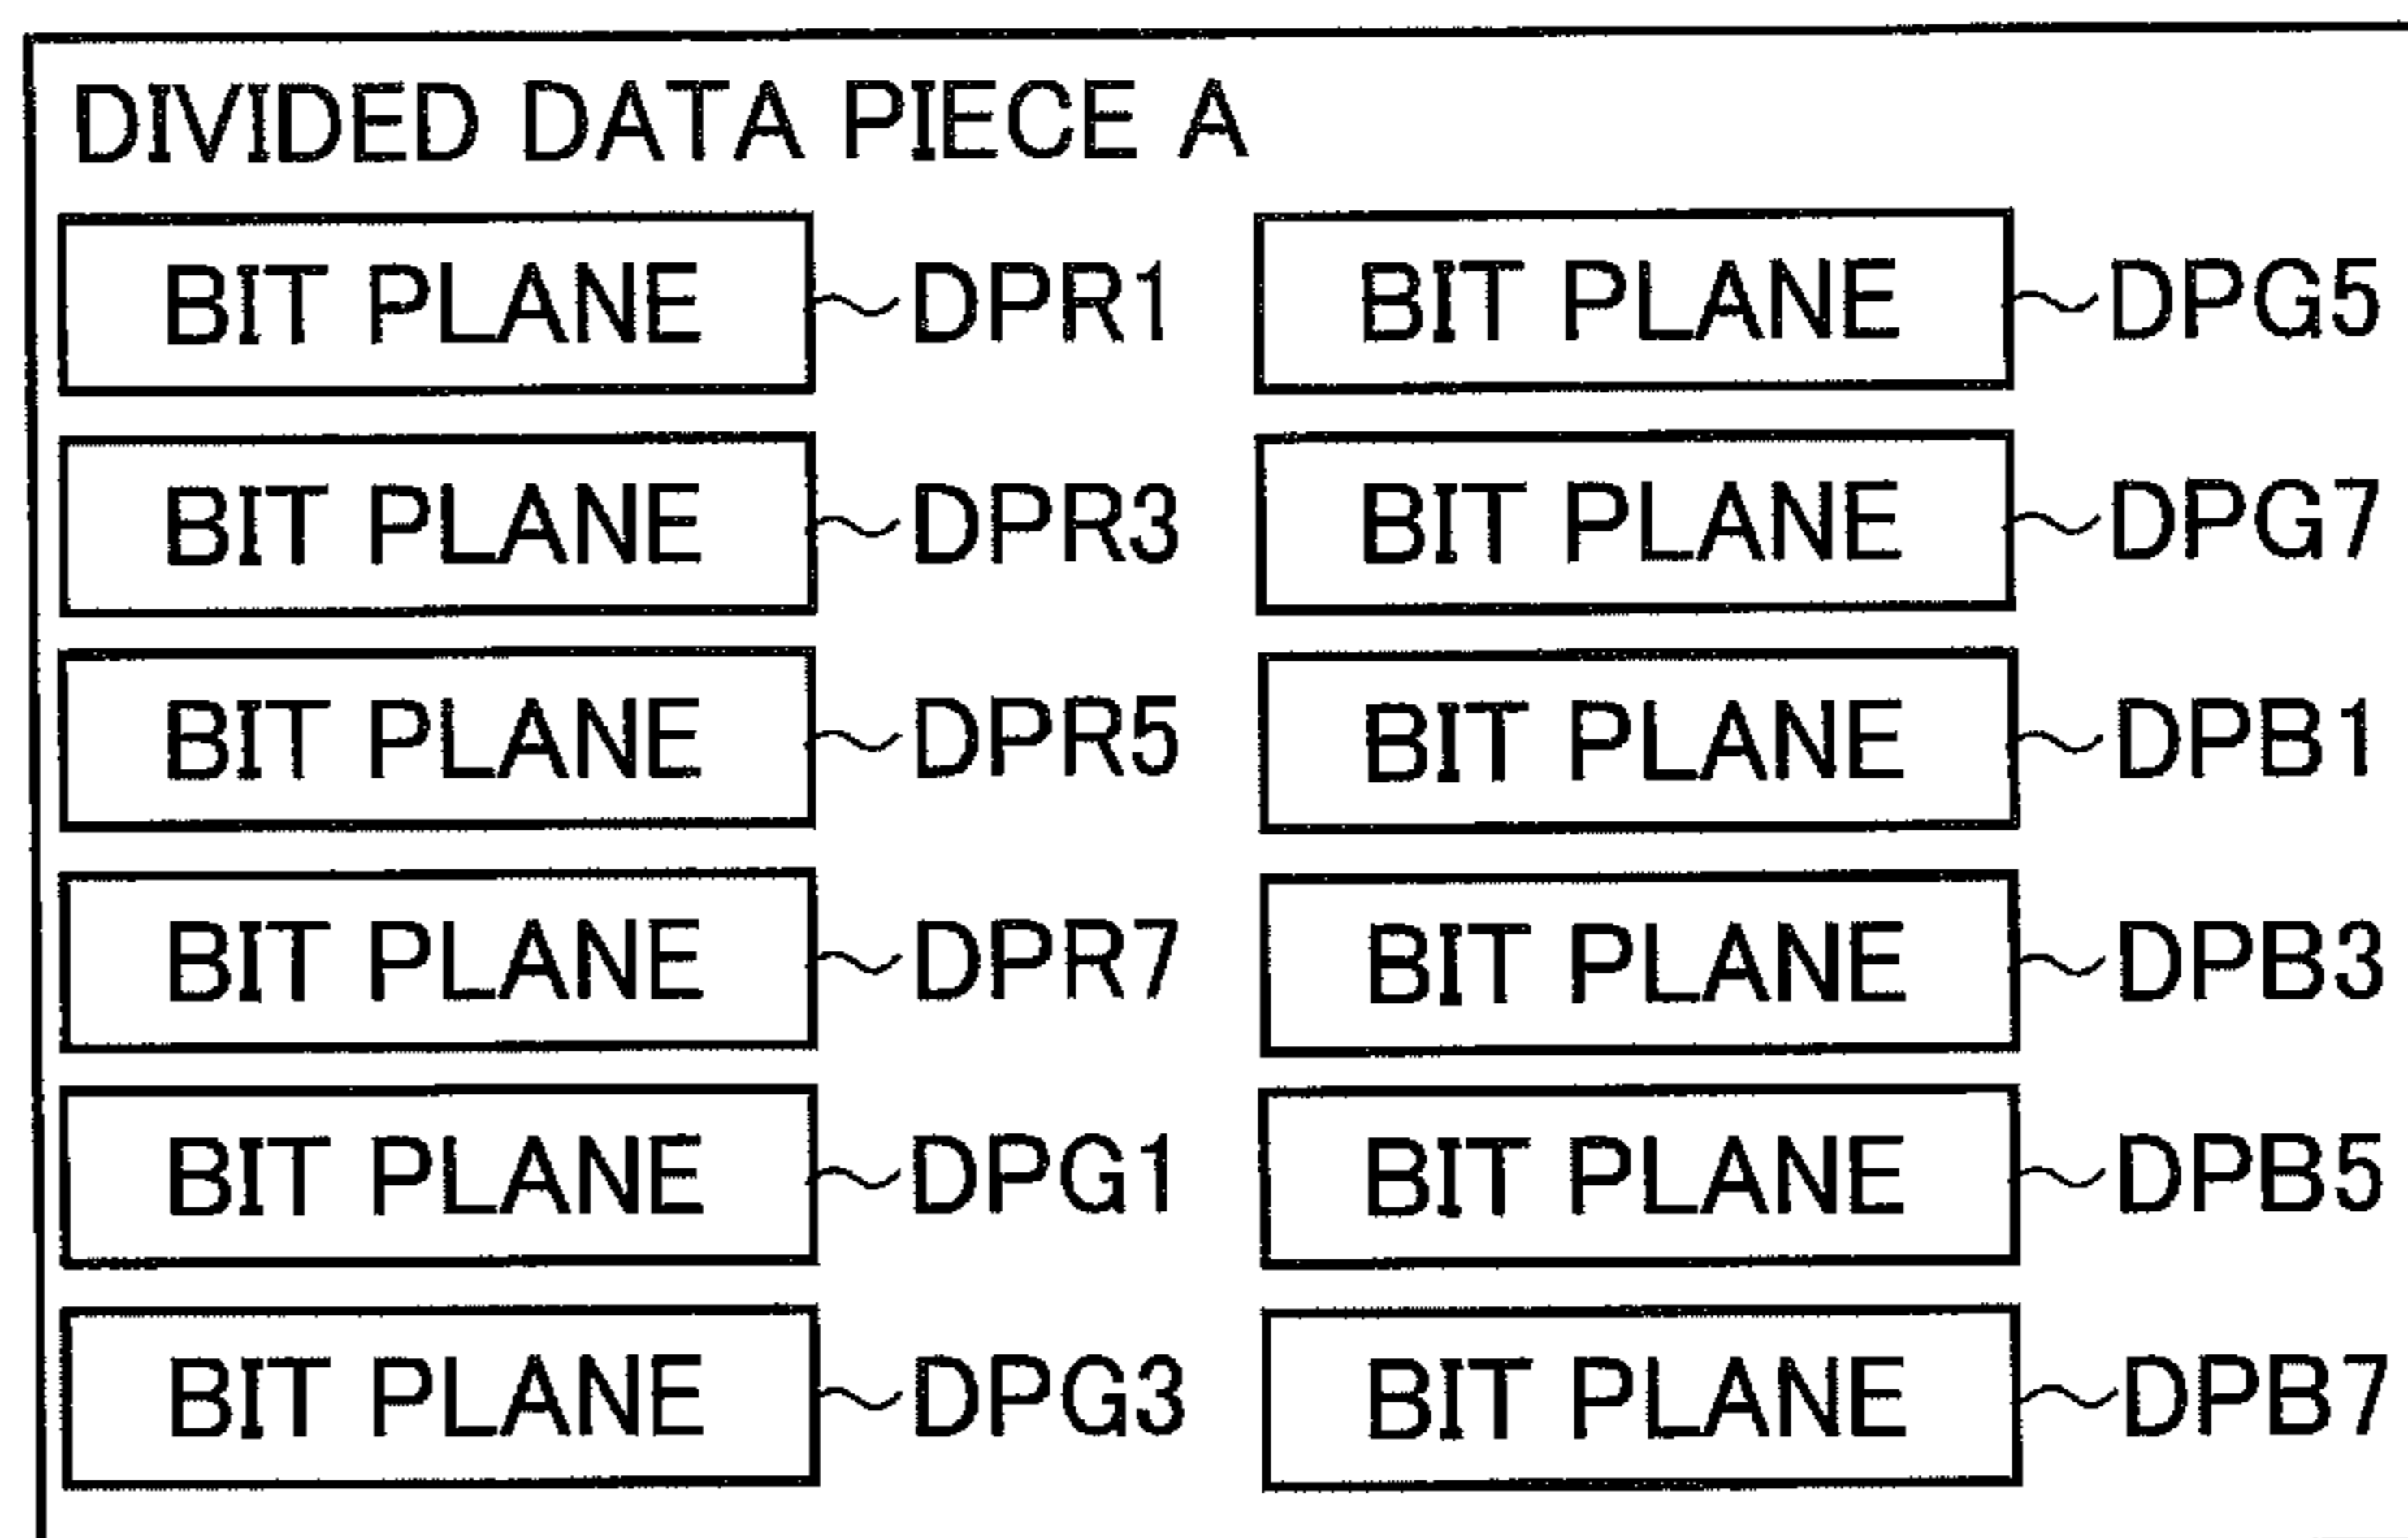 DIVIDED DATA PIECE A
BIT PLANE DPR1 BIT PLANE DPG5
BIT PLANE DPR3 BIT PLANE DPG7
BIT PLANE DPR5 BIT PLANE DPB1
BIT PLANE DPR7 BIT PLANE DPB3
BIT PLANE DPG1 BIT PLANE DPB5
BIT PLANE DPG3 BIT PLANE DPB7